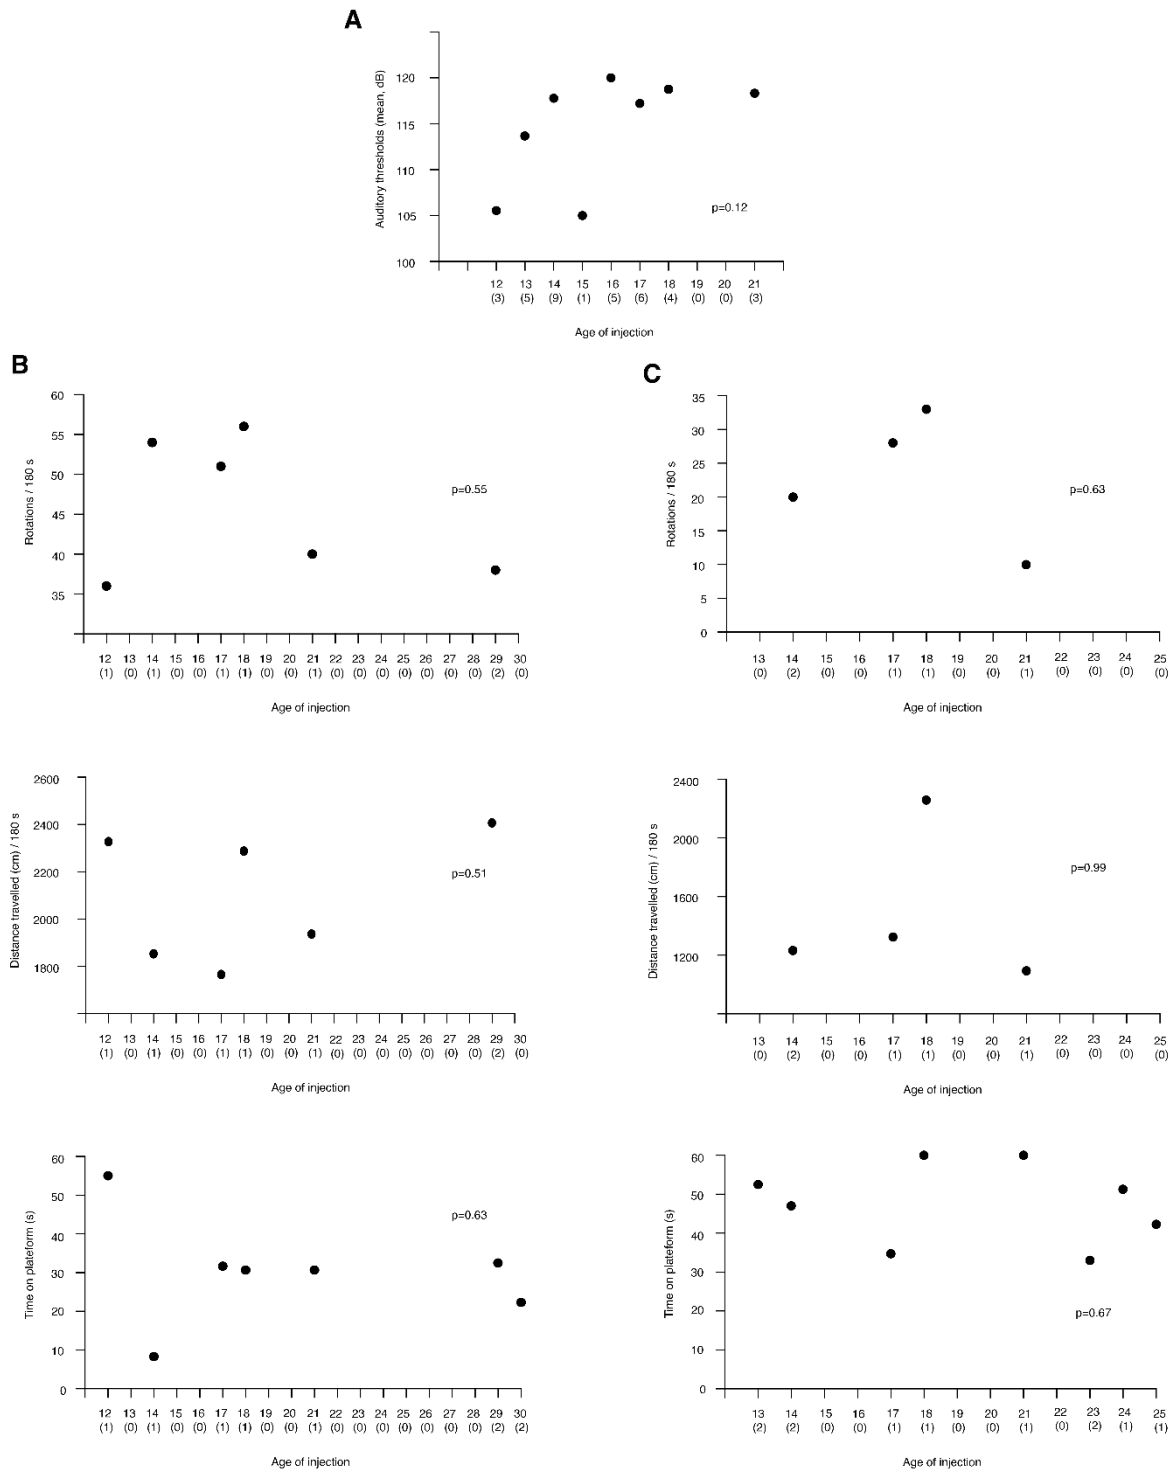 A
Auditory thresholds (mean, dB)
120
115
110
105
100
p=0.12
12 13 14 15 16 17 18 19 20 21
(3) (5) (9) (1) (5) (6) (4) (0) (0) (3)
Age of injection
B
Rotations / 180 s
60
55
50
45
40
35
p=0.55
12 13 14 15 16 17 18 19 20 21 22 23 24 25 26 27 28 29 30
(1) (0) (1) (0) (0) (1) (1) (0) (0) (1) (0) (0) (0) (0) (0) (0) (0) (2) (0)
Age of injection
Distance travelled (cm) / 180 s
2600
2400
2200
2000
1800
p=0.51
12 13 14 15 16 17 18 19 20 21 22 23 24 25 26 27 28 29 30
(1) (0) (1) (0) (0) (1) (1) (0) (0) (1) (0) (0) (0) (0) (0) (0) (0) (2) (0)
Age of injection
Time on plateform (s)
60
50
40
30
20
10
0
p=0.63
12 13 14 15 16 17 18 19 20 21 22 23 24 25 26 27 28 29 30
(1) (0) (1) (0) (0) (1) (1) (0) (0) (1) (0) (0) (0) (0) (0) (0) (0) (2) (2)
Age of injection
C
Rotations / 180 s
35
30
25
20
15
10
5
0
p=0.63
13 14 15 16 17 18 19 20 21 22 23 24 25
(0) (2) (0) (0) (1) (1) (0) (0) (1) (0) (0) (0) (0)
Age of injection
Distance travelled (cm) / 180 s
2400
2000
1600
1200
p=0.99
13 14 15 16 17 18 19 20 21 22 23 24 25
(0) (2) (0) (0) (1) (1) (0) (0) (1) (0) (0) (0) (0)
Age of injection
Time on plateform (s)
60
50
40
30
20
10
0
p=0.67
13 14 15 16 17 18 19 20 21 22 23 24 25
(2) (2) (0) (0) (1) (1) (0) (0) (1) (0) (2) (1) (1)
Age of injection